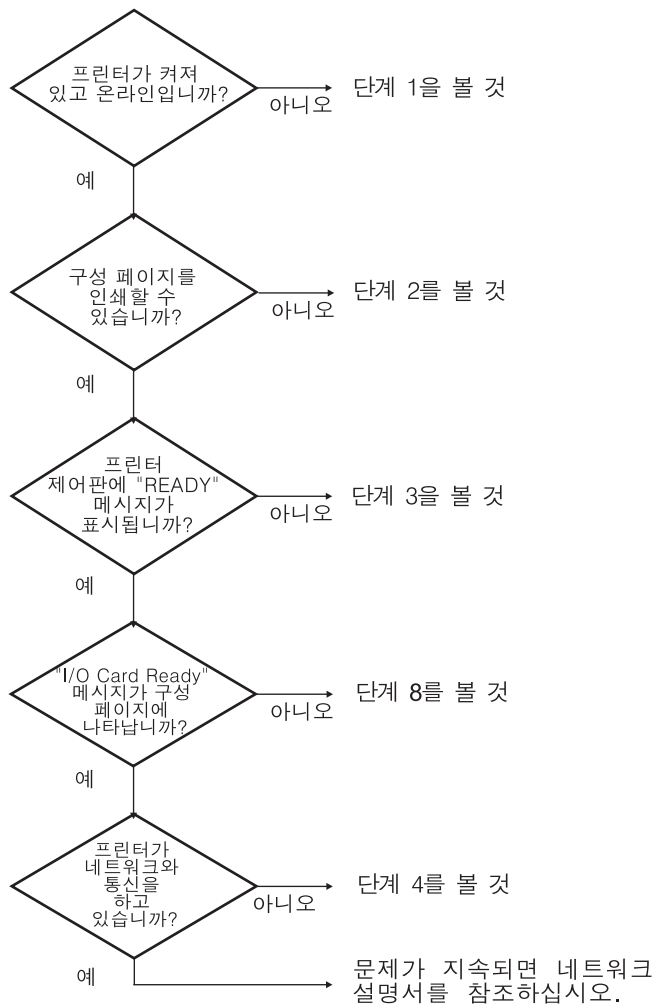 프린터가 켜져
있고 온라인입니까?
아니오
단계 1을 볼 것
예
구성 페이지를
인쇄할 수
있습니까?
아니오
단계 2를 볼 것
예
프린터
제어판에 "READY"
메시지가
표시됩니까?
아니오
단계 3을 볼 것
예
"I/O Card Ready"
메시지가 구성
페이지에
나타납니까?
아니오
단계 8를 볼 것
예
프린터가
네트워크와
통신을
하고
있습니까?
아니오
단계 4를 볼 것
예
문제가 지속되면 네트워크
설명서를 참조하십시오.